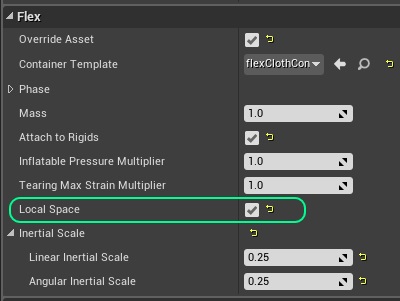 Flex
Override Asset
Container Template flexClothCon
Phase
Mass 1.0
Attach to Rigids
Inflatable Pressure Multiplier 1.0
Tearing Max Strain Multiplier 1.0
Local Space
Inertial Scale
Linear Inertial Scale 0.25
Angular Inertial Scale 0.25